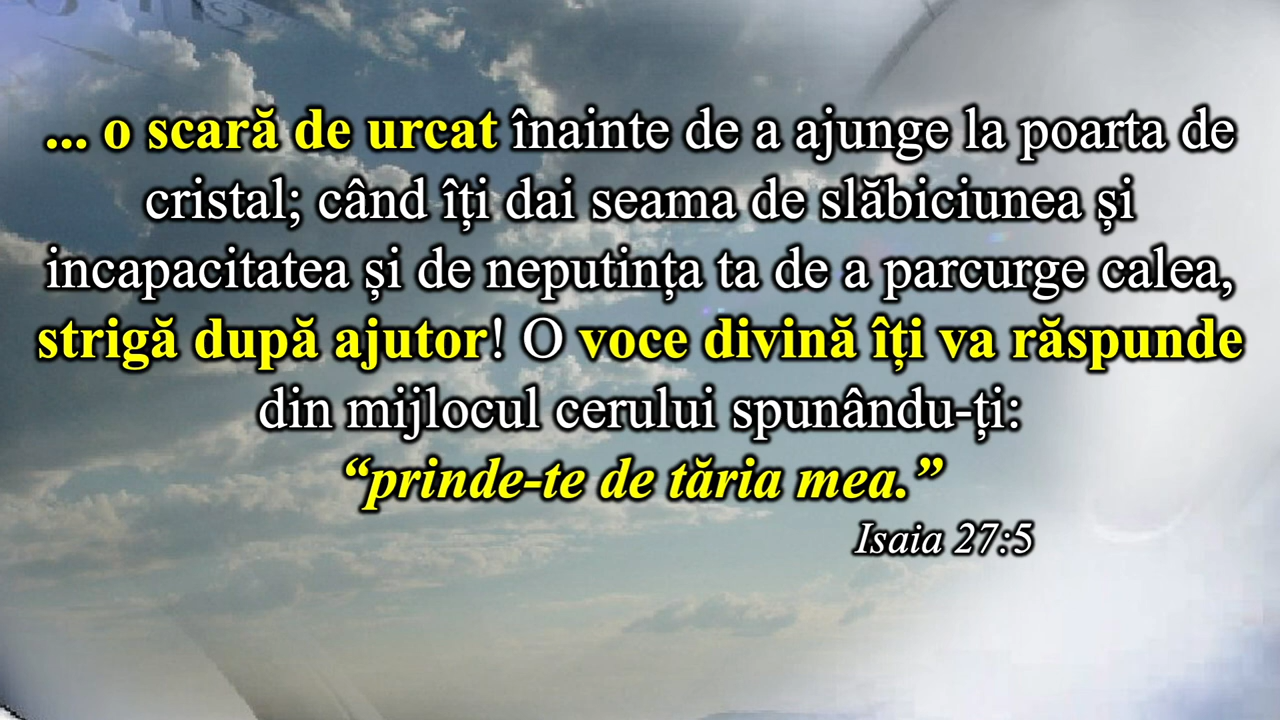 ... o scară de urcat înainte de a ajunge la poarta de
cristal; când îți dai seama de slăbiciunea și
incapacitatea și de neputința ta de a parcurge calea,
strigă după ajutor! O voce divină îți va răspunde
din mijlocul cerului spunându-ți:
“prinde-te de tăria mea.”
Isaia 27:5